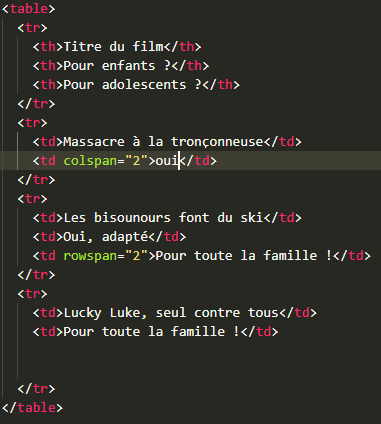 <table>
<tr>
<th>Titre du film</th>
<th>Pour enfants ?</th>
<th>Pour adolescents ?</th>
</tr>
<tr>
<td>Massacre à la tronçonneuse</td>
<td colspan="2">oui</td>
</tr>
<tr>
<td>Les bisounours font du ski</td>
<td>Oui, adapté</td>
<td rowspan="2">Pour toute la famille !</td>
</tr>
<tr>
<td>Lucky Luke, seul contre tous</td>
<td>Pour toute la famille !</td>
</tr>
</table>